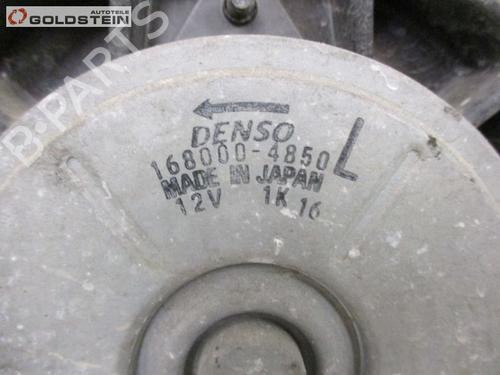 AUTOTEILE
GOLDSTEIN
B-PARTS
DENSO
168000-4850 L
MADE IN JAPAN
12V 1K 16